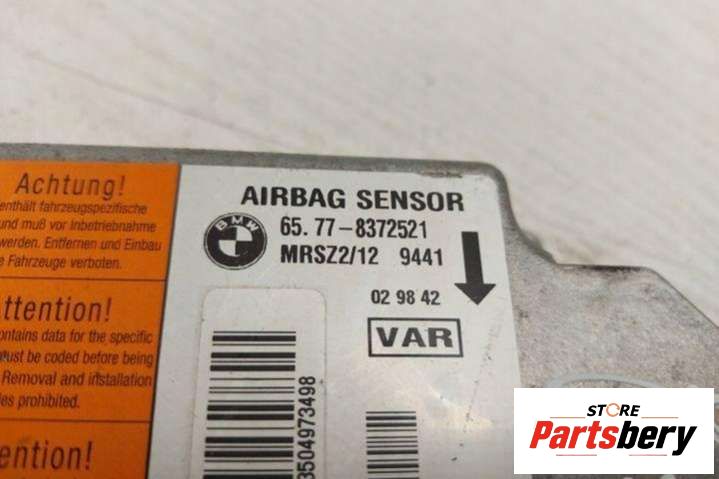 Achtung!
enthält fahrzeugspezifische
und muß vor Inbetriebnahme
werden. Entfernen und Einbau
e Fahrzeuge verboten.
ttention!
ontains data for the specific
must be coded before being
Removal and installation
es prohibited.
ention!
AIRBAG SENSOR
BMW
65. 77-8372521
MRSZ2/12 9441
02 98 42
VAR
3504973498
STORE
Partsbery